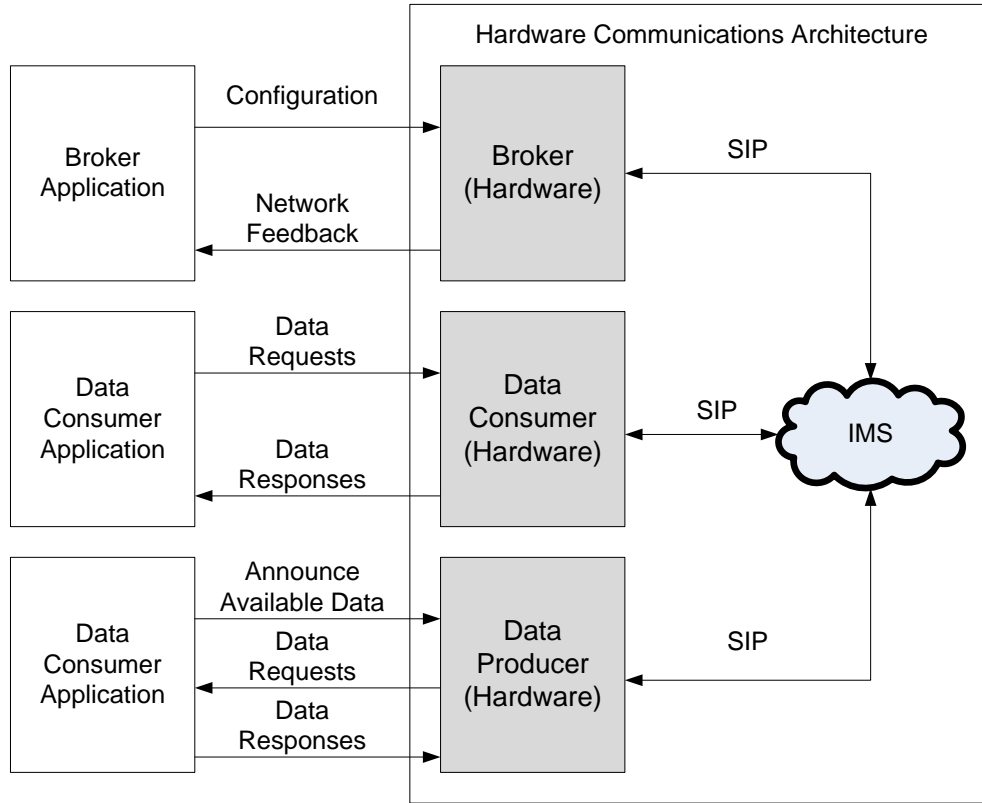 Hardware Communications Architecture
Broker
Application
Configuration
Network
Feedback
Broker
(Hardware)
SIP
Data
Consumer
Application
Data
Requests
Data
Responses
Data
Consumer
(Hardware)
SIP
IMS
Data
Consumer
Application
Announce
Available Data
Data
Requests
Data
Responses
Data
Producer
(Hardware)
SIP